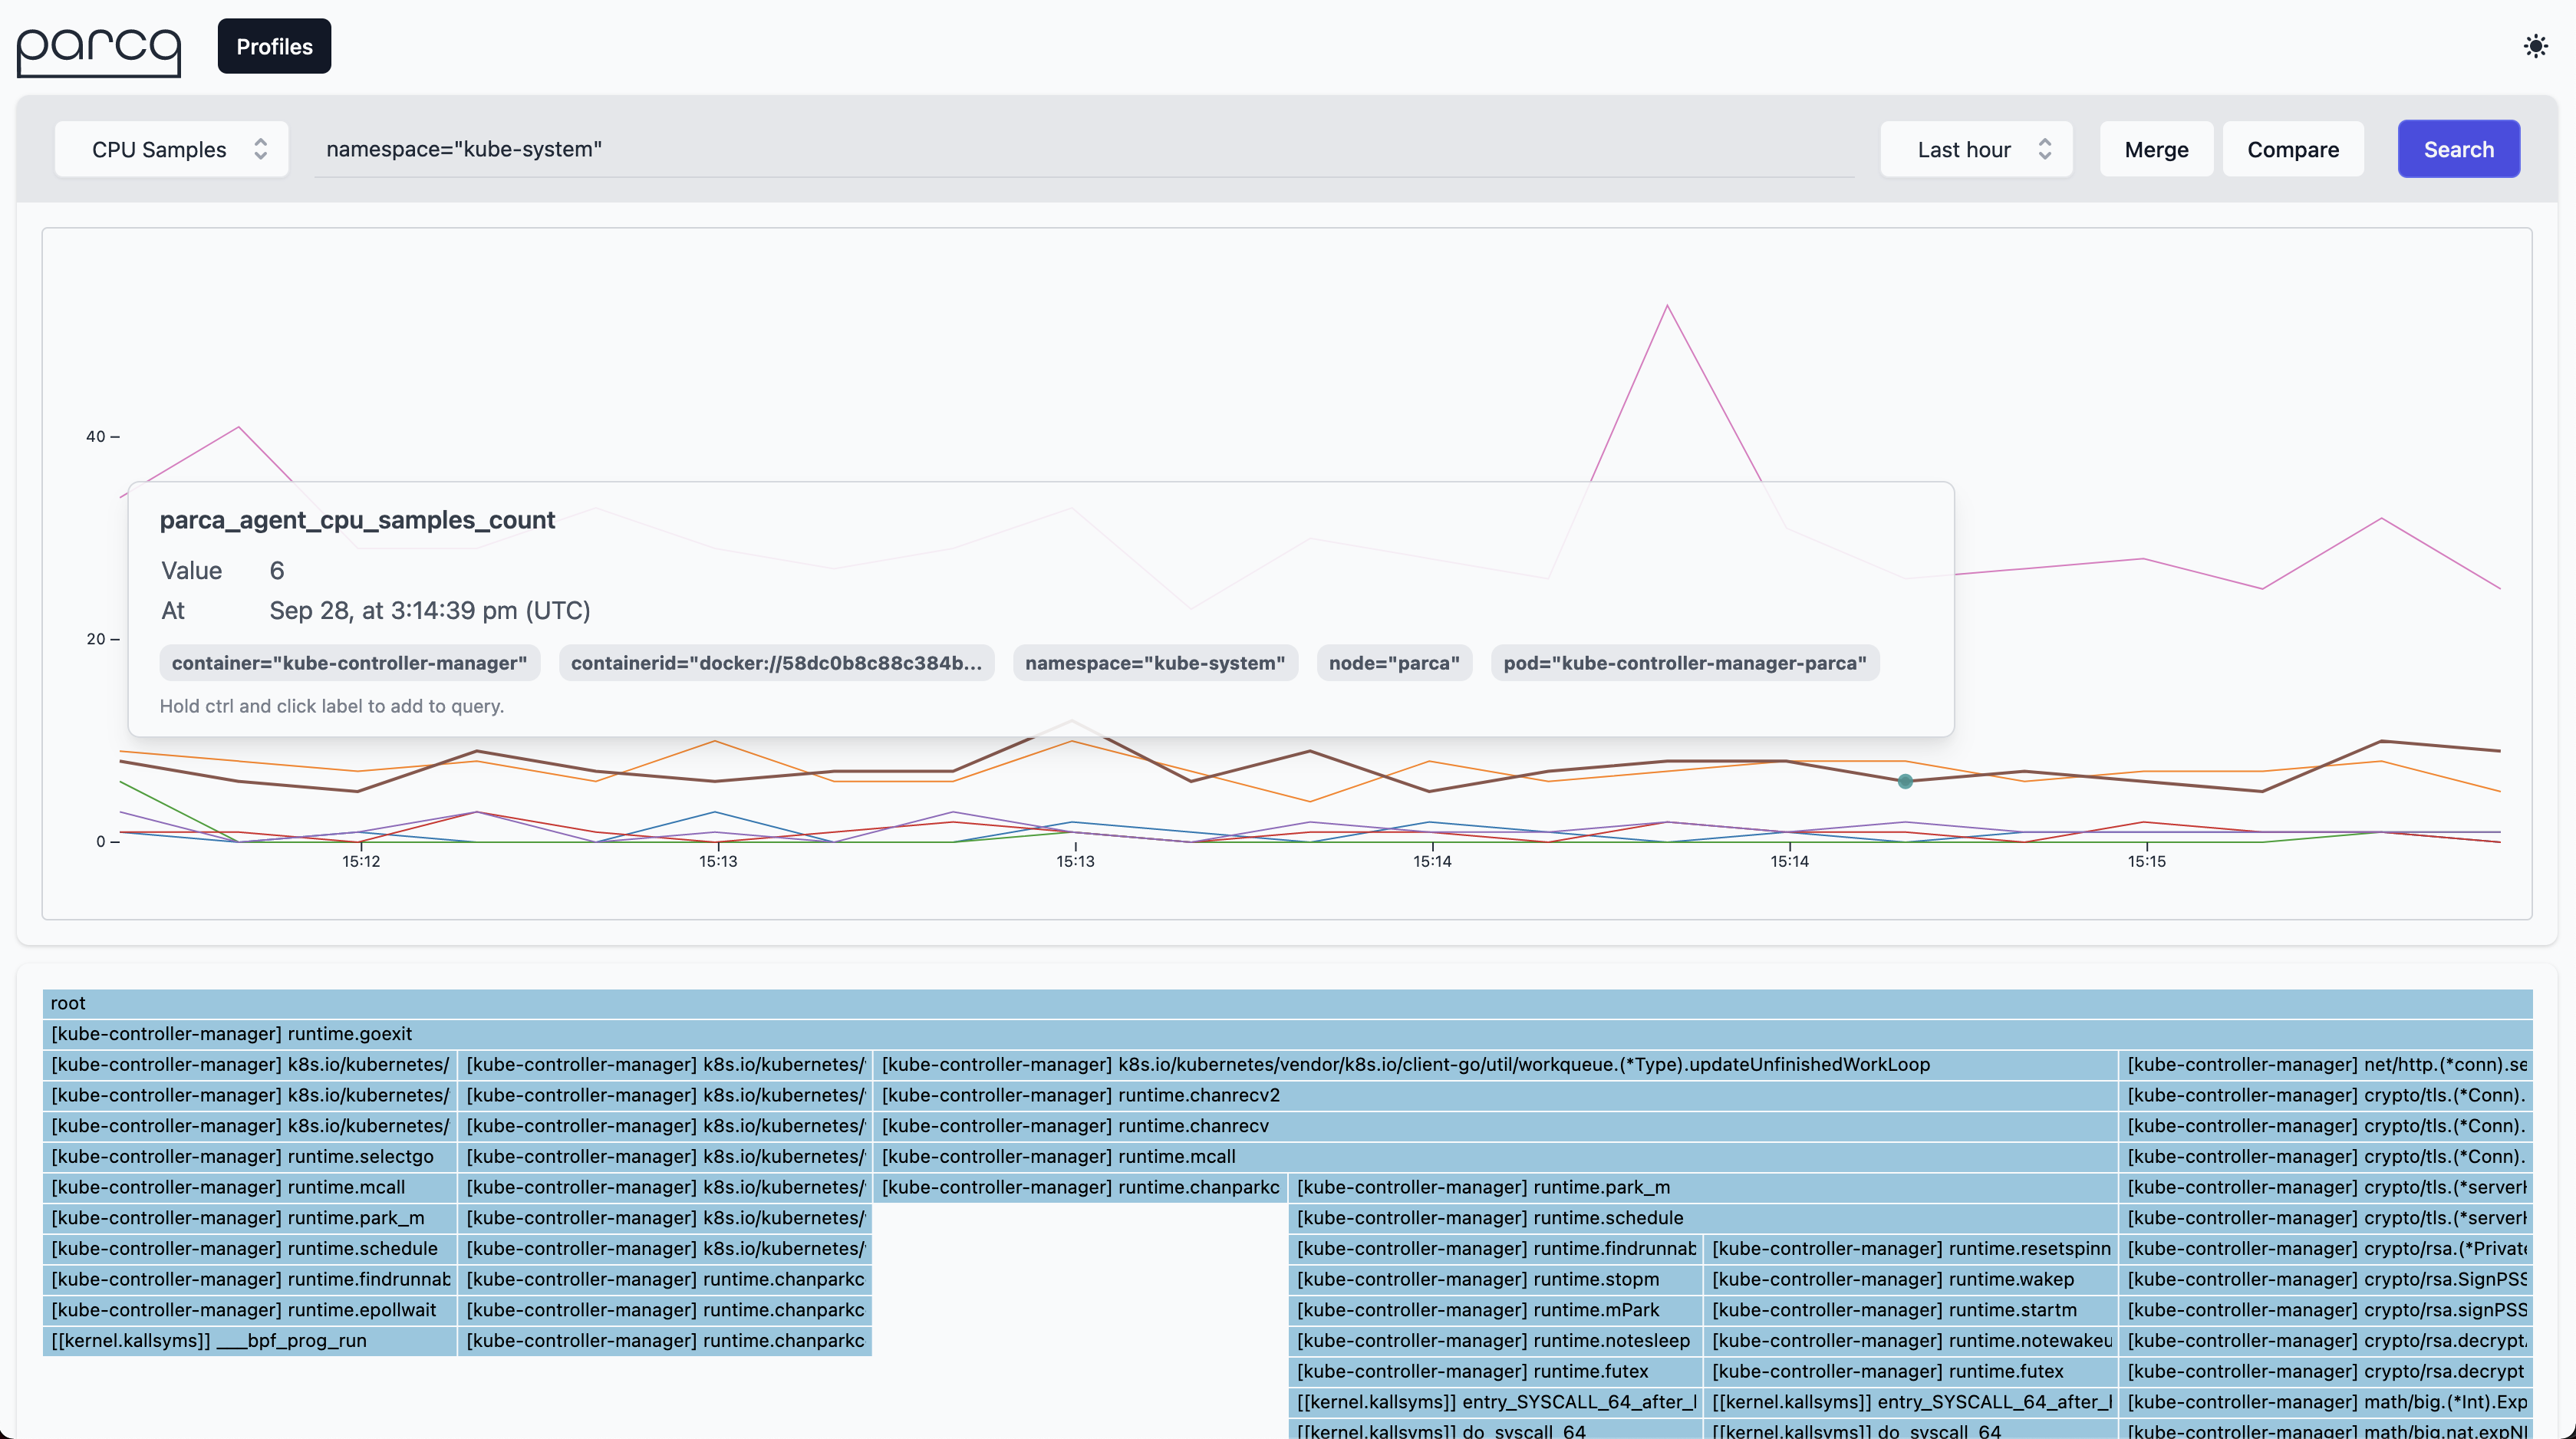 parca Profiles
CPU Samples namespace="kube-system" Last hour Merge Compare Search
40
parca_agent_cpu_samples_count
Value 6
At Sep 28, at 3:14:39 pm (UTC)
20
container="kube-controller-manager" containerid="docker://58dc0b8c88c384b... namespace="kube-system" node="parca" pod="kube-controller-manager-parca"
Hold ctrl and click label to add to query.
0
15:12 15:13 15:13 15:14 15:14 15:15
root
[kube-controller-manager] runtime.goexit
[kube-controller-manager] k8s.io/kubernetes/ [kube-controller-manager] k8s.io/kubernetes/ [kube-controller-manager] k8s.io/kubernetes/vendor/k8s.io/client-go/util/workqueue.(*Type).updateUnfinishedWorkLoop [kube-controller-manager] net/http.(*conn).se
[kube-controller-manager] k8s.io/kubernetes/ [kube-controller-manager] k8s.io/kubernetes/ [kube-controller-manager] runtime.chanrecv2 [kube-controller-manager] crypto/tls.(*Conn).
[kube-controller-manager] k8s.io/kubernetes/ [kube-controller-manager] k8s.io/kubernetes/ [kube-controller-manager] runtime.chanrecv [kube-controller-manager] crypto/tls.(*Conn).
[kube-controller-manager] runtime.selectgo [kube-controller-manager] k8s.io/kubernetes/ [kube-controller-manager] runtime.mcall [kube-controller-manager] crypto/tls.(*Conn).
[kube-controller-manager] runtime.mcall [kube-controller-manager] k8s.io/kubernetes/ [kube-controller-manager] runtime.chanparkc [kube-controller-manager] runtime.park_m [kube-controller-manager] crypto/tls.(*server
[kube-controller-manager] runtime.park_m [kube-controller-manager] k8s.io/kubernetes/ [kube-controller-manager] runtime.schedule [kube-controller-manager] crypto/tls.(*server
[kube-controller-manager] runtime.schedule [kube-controller-manager] k8s.io/kubernetes/ [kube-controller-manager] runtime.findrunnab [kube-controller-manager] runtime.resetspinn [kube-controller-manager] crypto/rsa.(*Private
[kube-controller-manager] runtime.findrunnab [kube-controller-manager] runtime.chanparkc [kube-controller-manager] runtime.stopm [kube-controller-manager] runtime.wakep [kube-controller-manager] crypto/rsa.SignPSS
[kube-controller-manager] runtime.epollwait [kube-controller-manager] runtime.chanparkc [kube-controller-manager] runtime.mPark [kube-controller-manager] runtime.startm [kube-controller-manager] crypto/rsa.signPSS
[[kernel.kallsyms]] ___bpf_prog_run [kube-controller-manager] runtime.chanparkc [kube-controller-manager] runtime.notesleep [kube-controller-manager] runtime.notewakeu [kube-controller-manager] crypto/rsa.decrypt
[kube-controller-manager] runtime.futex [kube-controller-manager] runtime.futex [kube-controller-manager] crypto/rsa.decrypt
[[kernel.kallsyms]] entry_SYSCALL_64_after_ [[kernel.kallsyms]] entry_SYSCALL_64_after_ [kube-controller-manager] math/big.(*Int).Exp
[[kernel.kallsyms]] do_syscall_64 [[kernel.kallsyms]] do_syscall_64 [kube-controller-manager] math/big.nat.expN